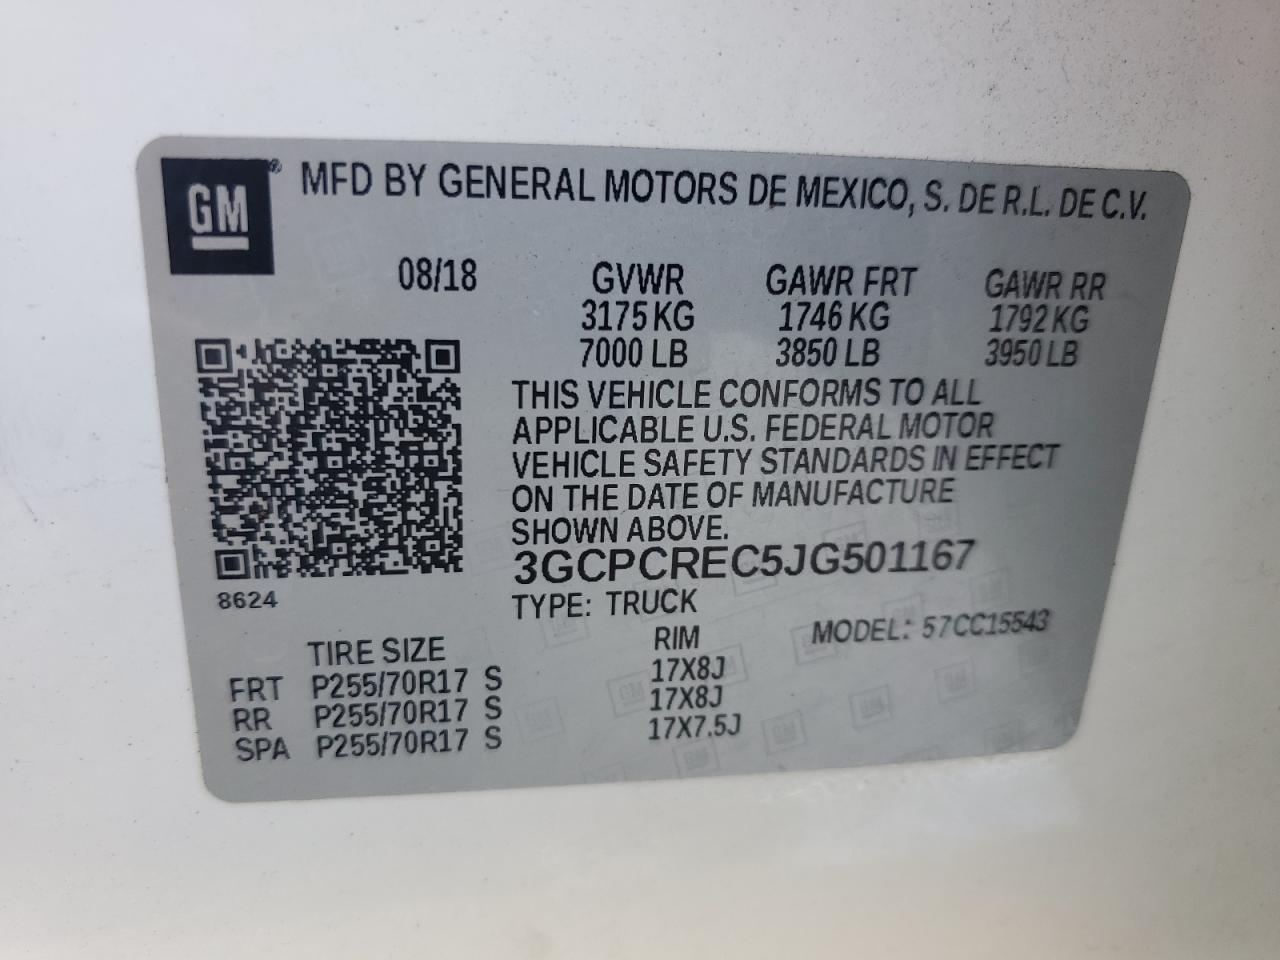 GM ® MFD BY GENERAL MOTORS DE MEXICO, S. DE R.L. DE C.V.
08/18 GVWR GAWR FRT GAWR RR
3175 KG 1746 KG 1792 KG
7000 LB 3850 LB 3950 LB
THIS VEHICLE CONFORMS TO ALL
APPLICABLE U.S. FEDERAL MOTOR
VEHICLE SAFETY STANDARDS IN EFFECT
ON THE DATE OF MANUFACTURE
SHOWN ABOVE.
3GCPCREC5JG501167
8624
TYPE: TRUCK
MODEL: 57CC15543
TIRE SIZE RIM
FRT P255/70R17 S 17X8J
RR P255/70R17 S 17X8J
SPA P255/70R17 S 17X7.5J